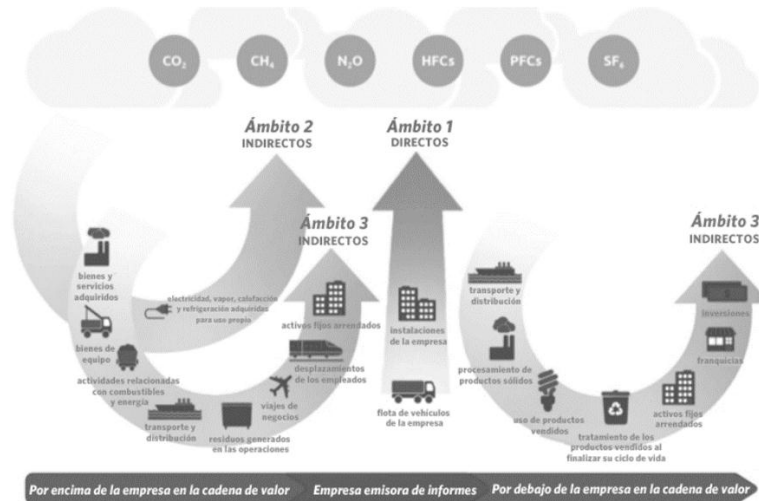 CO₂
CH₄
N₂O
HFCs
PFCs
SF₆
Ámbito 2
INDIRECTOS
Ámbito 1
DIRECTOS
Ámbito 3
INDIRECTOS
Ámbito 3
INDIRECTOS
bienes y
servicios
adquiridos
electricidad, vapor, calefacción
y refrigeración adquiridas
para uso propio
bienes de
equipo
actividades relacionadas
con combustibles
y energía
transporte y
distribución
residuos generados
en las operaciones
viajes de
negocios
desplazamientos
de los empleados
activos fijos arrendados
instalaciones
de la empresa
flota de vehículos
de la empresa
transporte y
distribución
procesamiento de
productos sólidos
uso de productos
vendidos
tratamiento de los
productos vendidos al
finalizar su ciclo de vida
activos fijos
arrendados
franquicias
inversiones
Por encima de la empresa en la cadena de valor
Empresa emisora de informes
Por debajo de la empresa en la cadena de valor